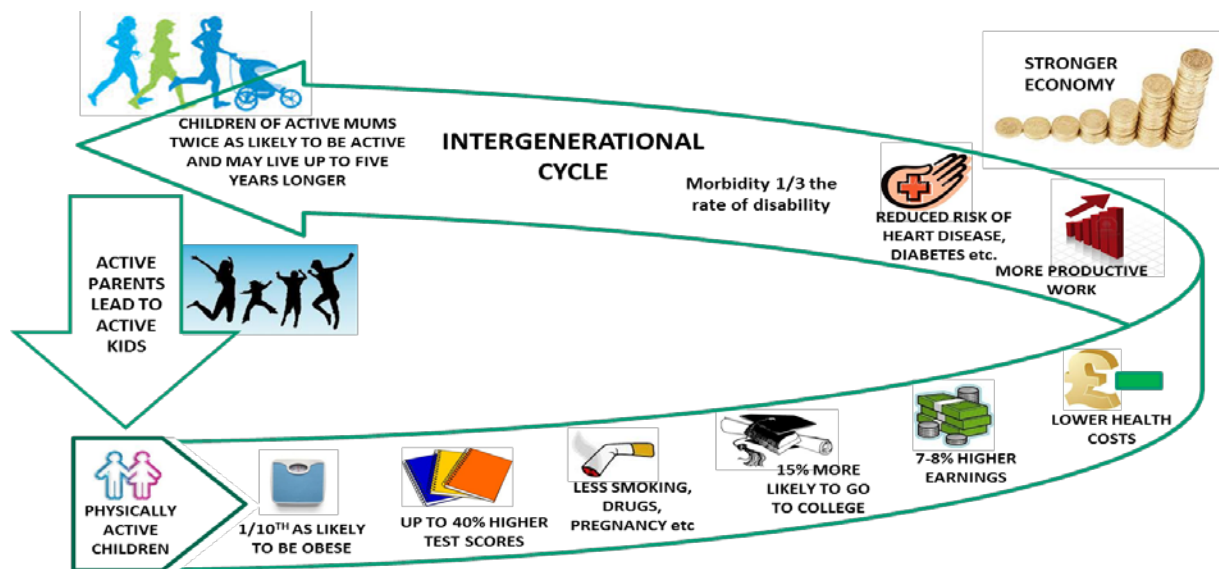 STRONGER
ECONOMY
CHILDREN OF ACTIVE MUMS
TWICE AS LIKELY TO BE ACTIVE
AND MAY LIVE UP TO FIVE
YEARS LONGER
INTERGENERATIONAL
CYCLE
Morbidity 1/3 the
rate of disability
REDUCED RISK OF
HEART DISEASE,
DIABETES etc.
MORE PRODUCTIVE
WORK
ACTIVE
PARENTS
LEAD TO
ACTIVE
KIDS
PHYSICALLY
ACTIVE
CHILDREN
1/10TH AS LIKELY
TO BE OBESE
UP TO 40% HIGHER
TEST SCORES
LESS SMOKING,
DRUGS,
PREGNANCY etc
15% MORE
LIKELY TO GO
TO COLLEGE
7-8% HIGHER
EARNINGS
£
LOWER HEALTH
COSTS